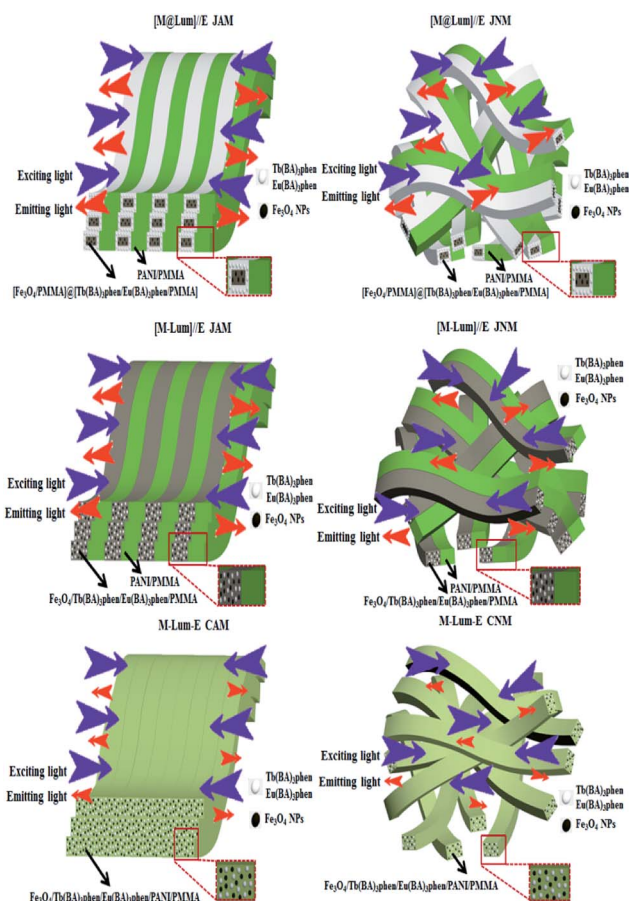 [M@Lum]//E JAM
Exciting light
Emitting light
Tb(BA)3phen
Eu(BA)3phen
Fe3O4 NPs
PANI/PMMA
[Fe3O4/PMMA]@[Tb(BA)3phen/Eu(BA)3phen/PMMA]
[M@Lum]//E JNM
Exciting light
Emitting light
Tb(BA)3phen
Eu(BA)3phen
Fe3O4 NPs
PANI/PMMA
[Fe3O4/PMMA]@[Tb(BA)3phen/Eu(BA)3phen/PMMA]
[M-Lum]//E JAM
Exciting light
Emitting light
Tb(BA)3phen
Eu(BA)3phen
Fe3O4 NPs
PANI/PMMA
Fe3O4/Tb(BA)3phen/Eu(BA)3phen/PMMA
[M-Lum]//E JNM
Exciting light
Emitting light
Tb(BA)3phen
Eu(BA)3phen
Fe3O4 NPs
PANI/PMMA
Fe3O4/Tb(BA)3phen/Eu(BA)3phen/PMMA
M-Lum-E CAM
Exciting light
Emitting light
Tb(BA)3phen
Eu(BA)3phen
Fe3O4 NPs
Fe3O4/Tb(BA)3phen/Eu(BA)3phen/PANI/PMMA
M-Lum-E CNM
Exciting light
Emitting light
Tb(BA)3phen
Eu(BA)3phen
Fe3O4 NPs
Fe3O4/Tb(BA)3phen/Eu(BA)3phen/PANI/PMMA